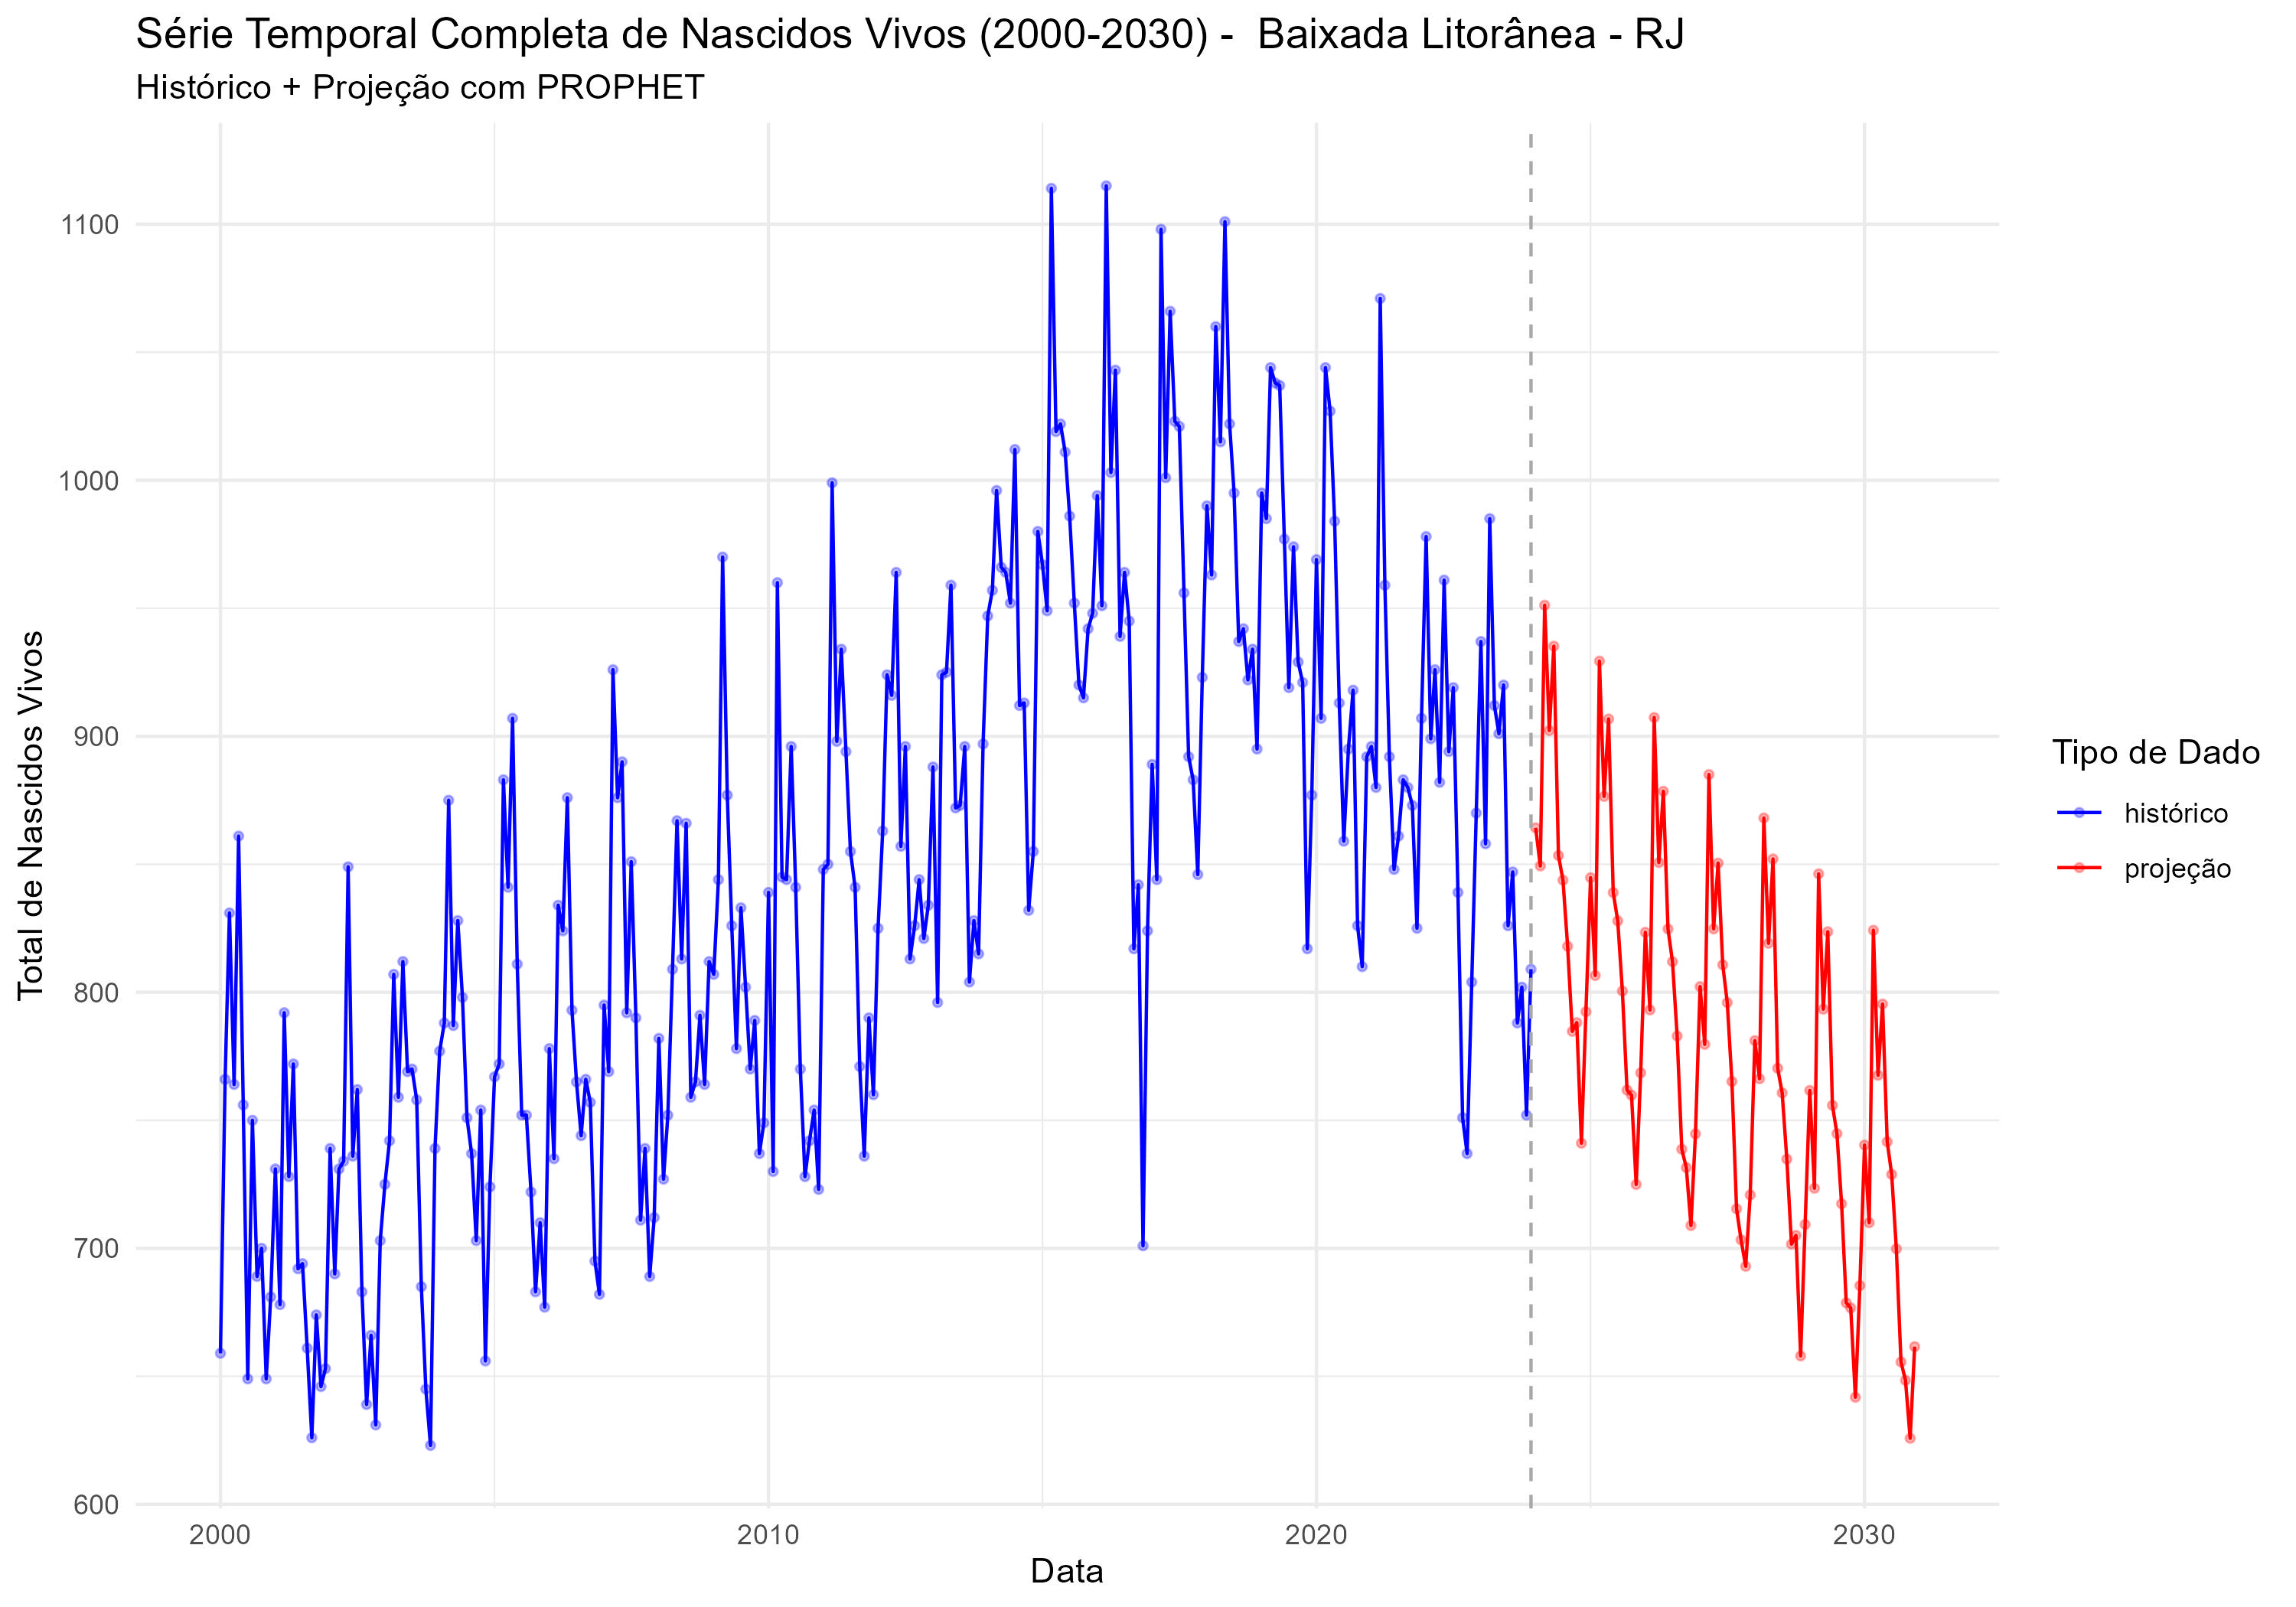 Série Temporal Completa de Nascidos Vivos (2000-2030) -  Baixada Litorânea - RJ
Histórico + Projeção com PROPHET
Total de Nascidos Vivos
1100
1000
900
800
700
600
2000
2010
2020
2030
Data
Tipo de Dado
histórico
projeção